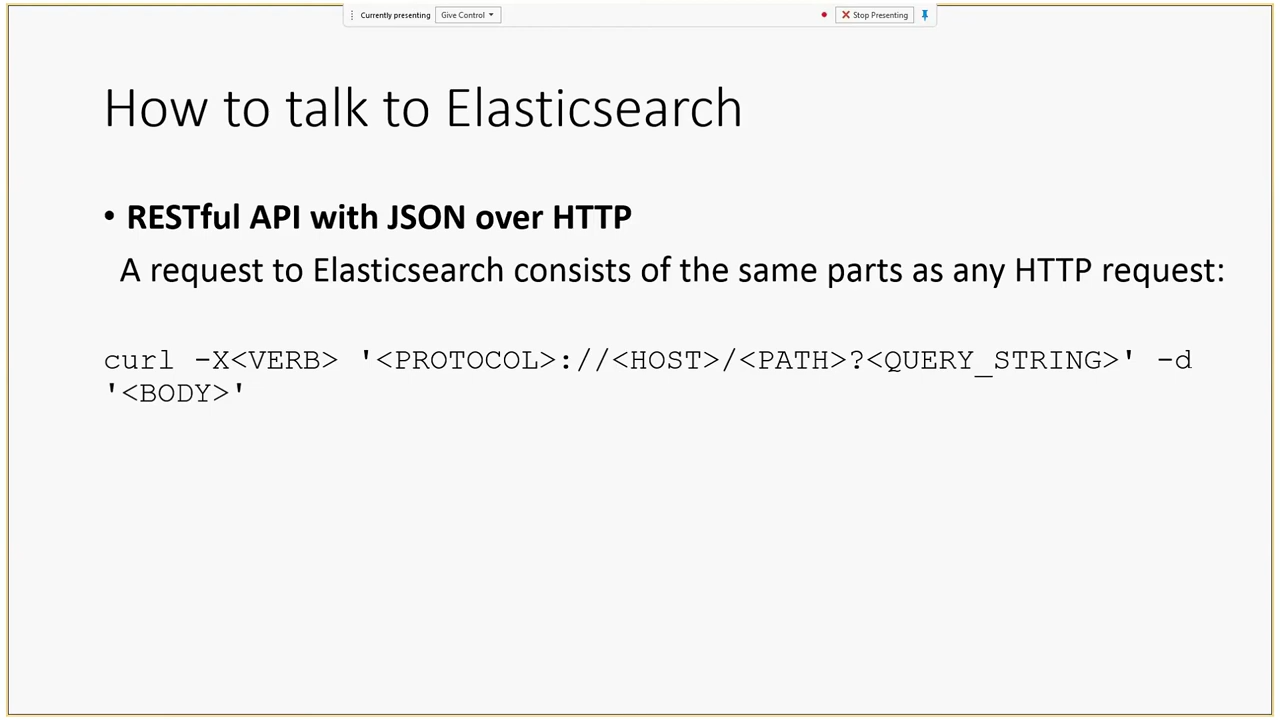 Currently presenting Give Control Stop Presenting
How to talk to Elasticsearch
• RESTful API with JSON over HTTP
A request to Elasticsearch consists of the same parts as any HTTP request:
curl -X<VERB> '<PROTOCOL>://<HOST>/<PATH>?<QUERY_STRING>' -d
'<BODY>'